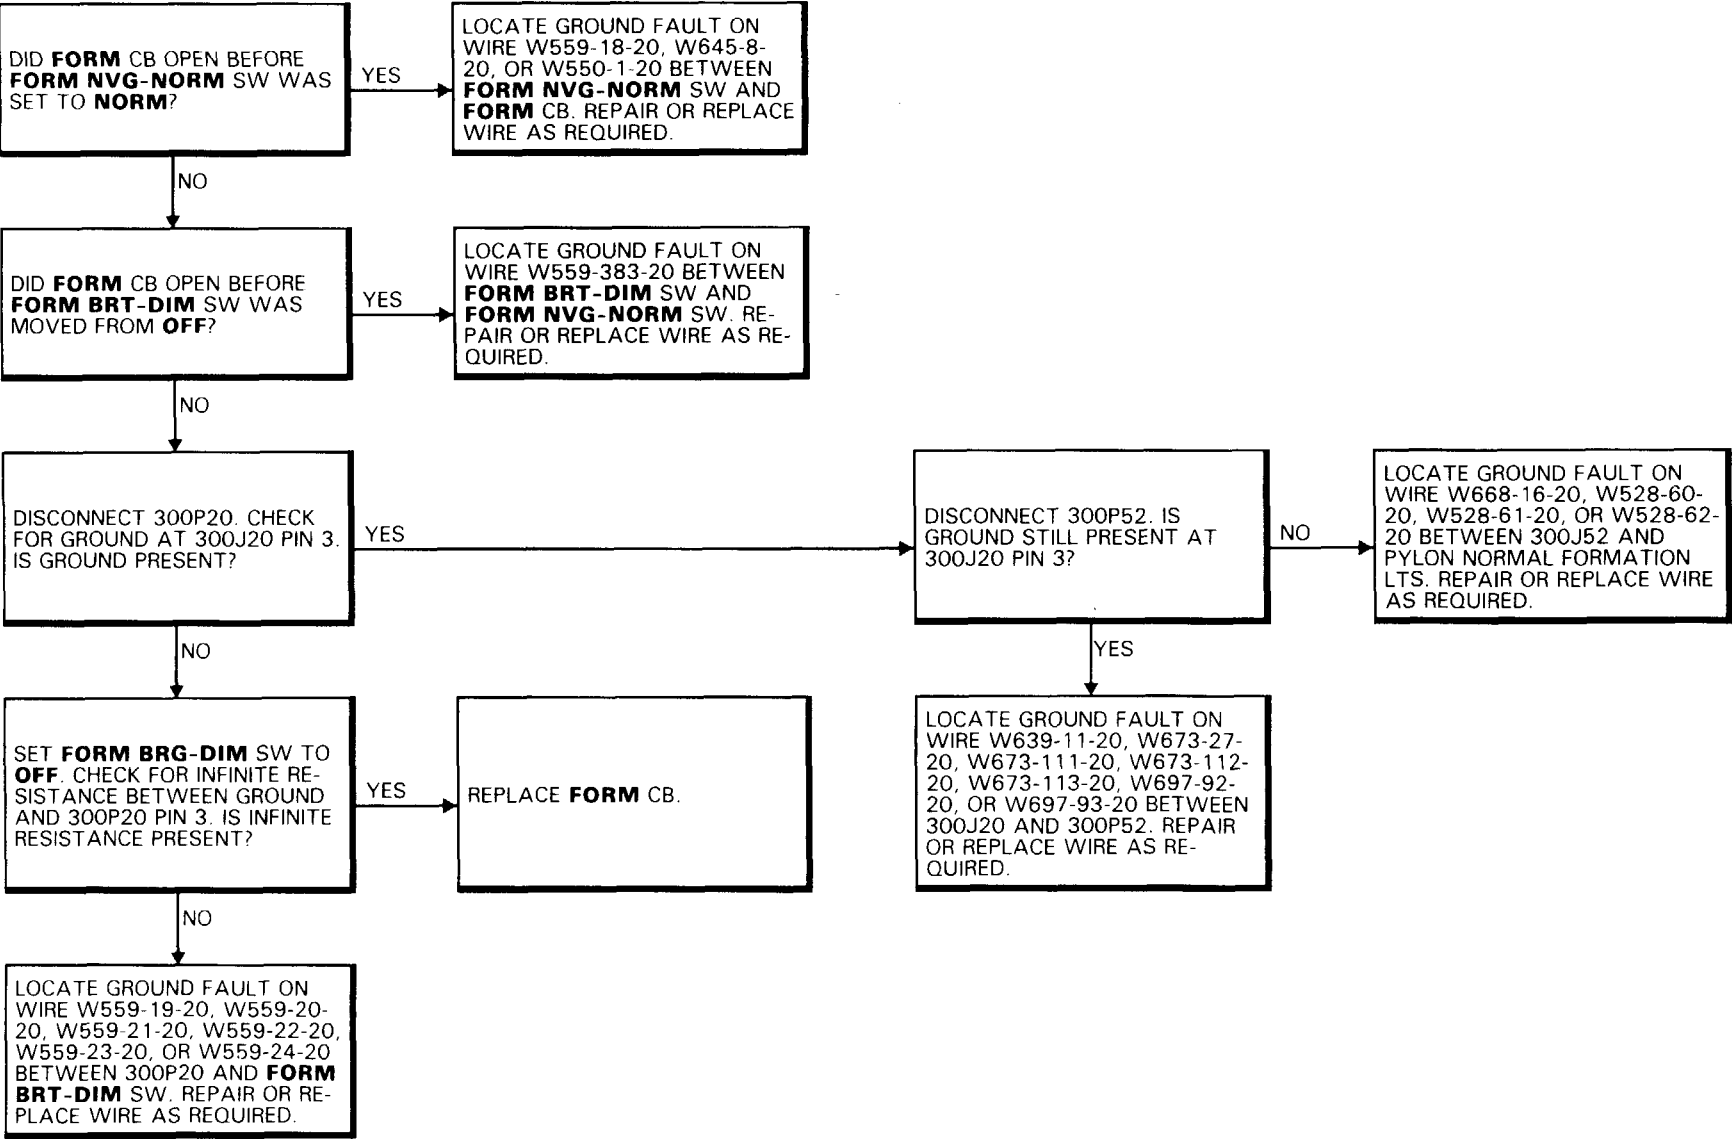 DID FORM CB OPEN BEFORE
FORM NVG-NORM SW WAS
SET TO NORM?
YES
LOCATE GROUND FAULT ON
WIRE W559-18-20, W645-8-
20, OR W550-1-20 BETWEEN
FORM NVG-NORM SW AND
FORM CB. REPAIR OR REPLACE
WIRE AS REQUIRED.
NO
DID FORM CB OPEN BEFORE
FORM BRT-DIM SW WAS
MOVED FROM OFF?
YES
LOCATE GROUND FAULT ON
WIRE W559-383-20 BETWEEN
FORM BRT-DIM SW AND
FORM NVG-NORM SW. RE-
PAIR OR REPLACE WIRE AS RE-
QUIRED.
NO
DISCONNECT 300P20. CHECK
FOR GROUND AT 300J20 PIN 3.
IS GROUND PRESENT?
YES
DISCONNECT 300P52. IS
GROUND STILL PRESENT AT
300J20 PIN 3?
NO
LOCATE GROUND FAULT ON
WIRE W668-16-20, W528-60-
20, W528-61-20, OR W528-62-
20 BETWEEN 300J52 AND
PYLON NORMAL FORMATION
LTS. REPAIR OR REPLACE WIRE
AS REQUIRED.
NO
YES
SET FORM BRG-DIM SW TO
OFF. CHECK FOR INFINITE RE-
SISTANCE BETWEEN GROUND
AND 300P20 PIN 3. IS INFINITE
RESISTANCE PRESENT?
YES
REPLACE FORM CB.
LOCATE GROUND FAULT ON
WIRE W639-11-20, W673-27-
20, W673-111-20, W673-112-
20, W673-113-20, W697-92-
20, OR W697-93-20 BETWEEN
300J20 AND 300P52. REPAIR
OR REPLACE WIRE AS RE-
QUIRED.
NO
LOCATE GROUND FAULT ON
WIRE W559-19-20, W559-20-
20, W559-21-20, W559-22-20,
W559-23-20, OR W559-24-20
BETWEEN 300P20 AND FORM
BRT-DIM SW. REPAIR OR RE-
PLACE WIRE AS REQUIRED.